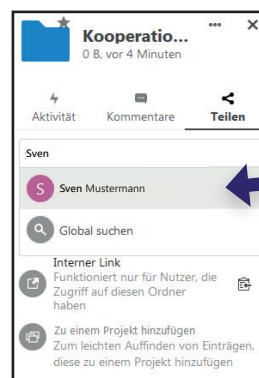 Kooperatio...
0 B, vor 4 Minuten
Aktivität Kommentare Teilen
Sven
S Sven Mustermann
Global suchen
Interner Link
Funktioniert nur für Nutzer, die
Zugriff auf diesen Ordner
haben
Zu einem Projekt hinzufügen
Zum leichten Auffinden von Einträgen,
diese zu einem Projekt hinzufügen